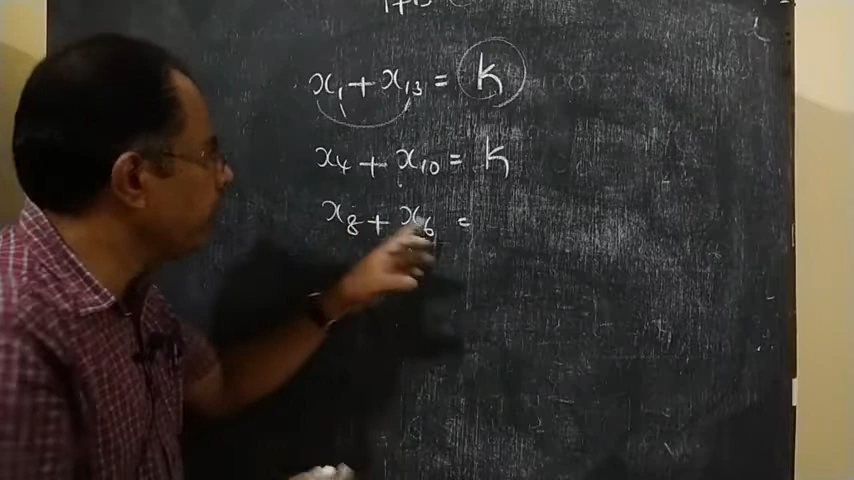 x₁ + x₁₃ = k
x₄ + x₁₀ = k
x₈ + x₆ =